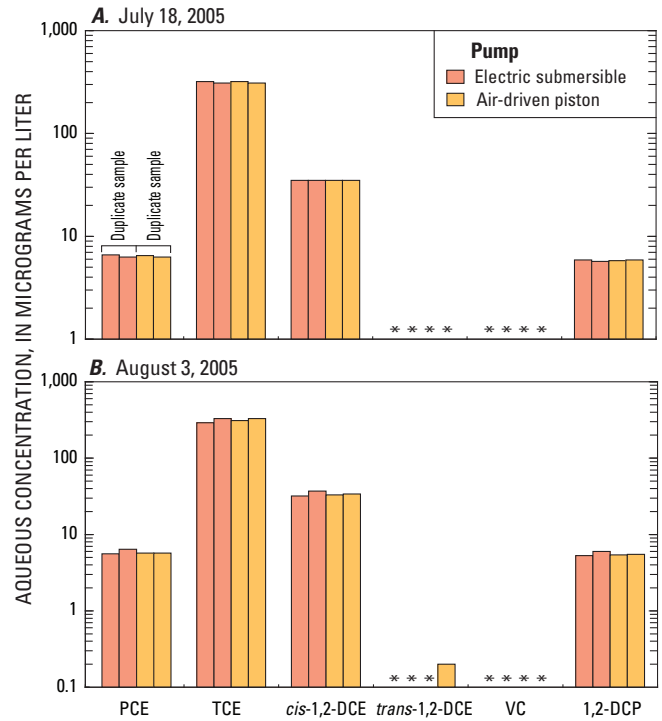 A. July 18, 2005
1,000
100
10
1
Pump
Electric submersible
Air-driven piston
Duplicate sample
Duplicate sample
* * * *
* * * *
AQUEOUS CONCENTRATION, IN MICROGRAMS PER LITER
B. August 3, 2005
1,000
100
10
1
0.1
* * *
* * * *
PCE TCE cis-1,2-DCE trans-1,2-DCE VC 1,2-DCP